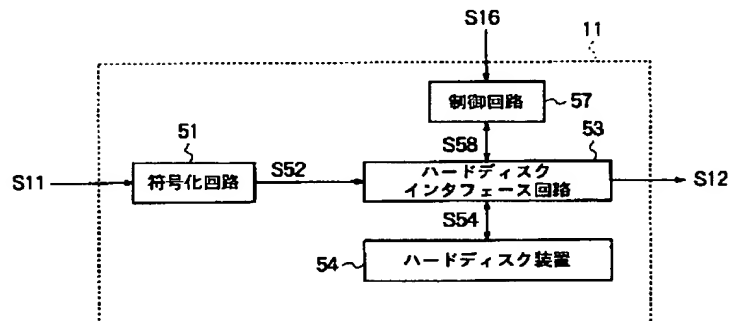 S16
11
制御回路
57
51
S58
53
S11
符号化回路
S52
ハードディスク
インタフェース回路
S12
S54
54
ハードディスク装置